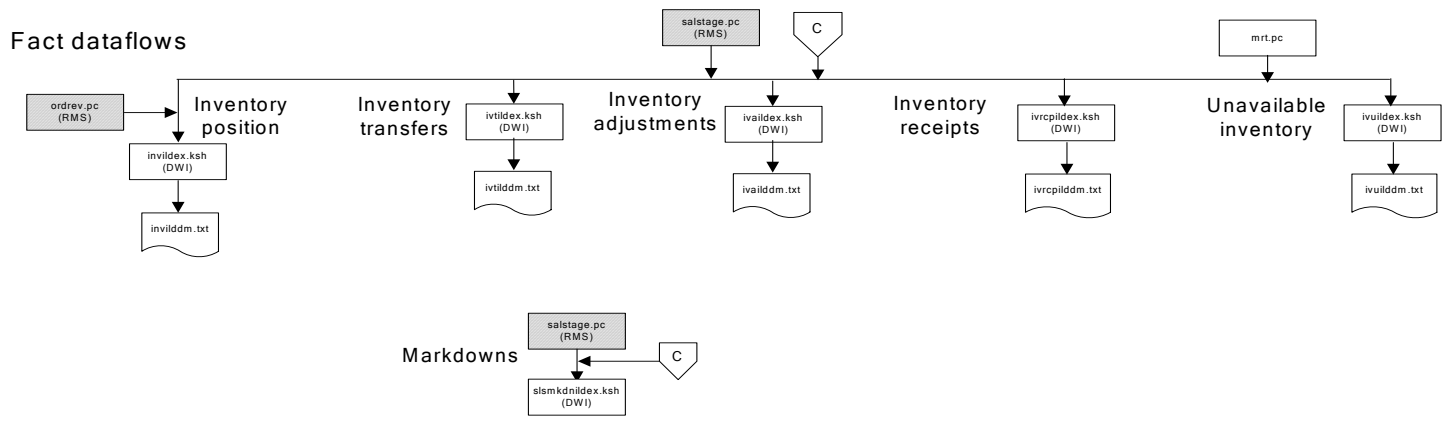 Fact dataflows
salstage.pc
(RMS)
C
mrt.pc
ordrev.pc
(RMS)
Inventory
position
Inventory
transfers
ivtildex.ksh
(DWI)
Inventory
adjustments
ivaildex.ksh
(DWI)
Inventory
receipts
ivrcpildex.ksh
(DWI)
Unavailable
inventory
ivuildex.ksh
(DWI)
invildex.ksh
(DWI)
ivtilddm.txt
ivailddm.txt
ivrcpilddm.txt
ivuilddm.txt
invilddm.txt
salstage.pc
(RMS)
Markdowns
C
slsmkdnildex.ksh
(DWI)